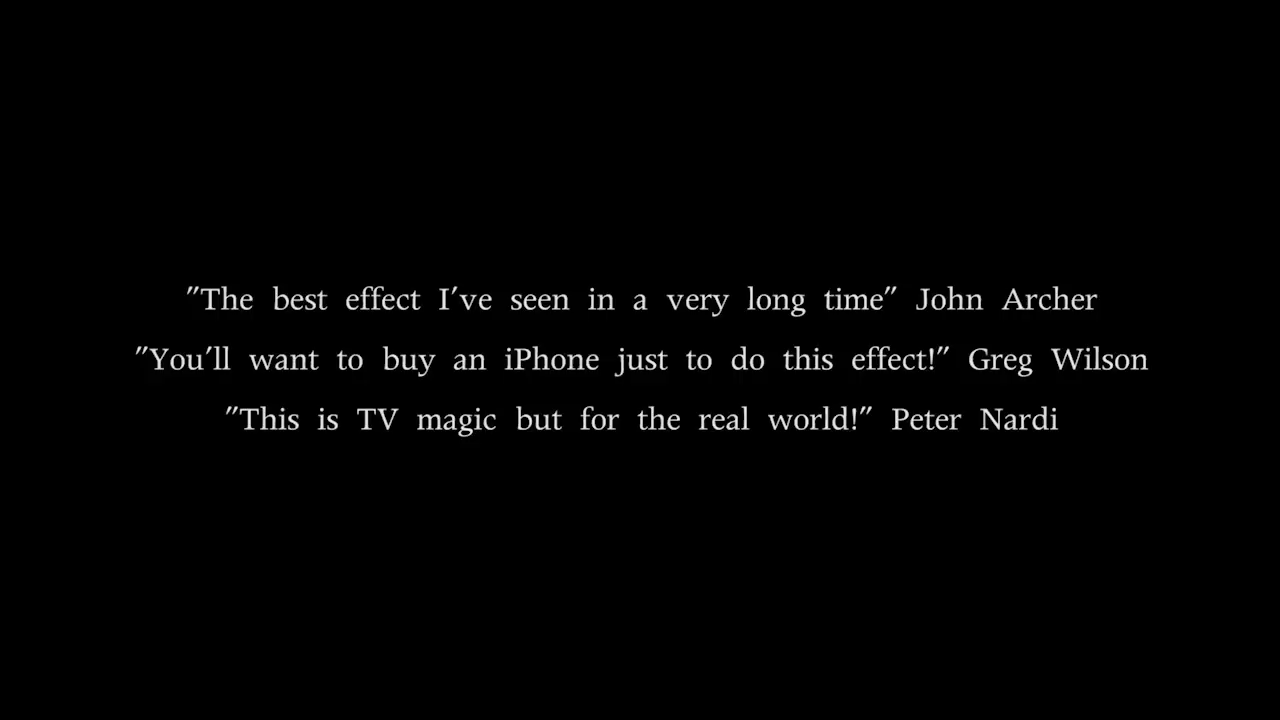 "The best effect I've seen in a very long time" John Archer
"You'll want to buy an iPhone just to do this effect!" Greg Wilson
"This is TV magic but for the real world!" Peter Nardi